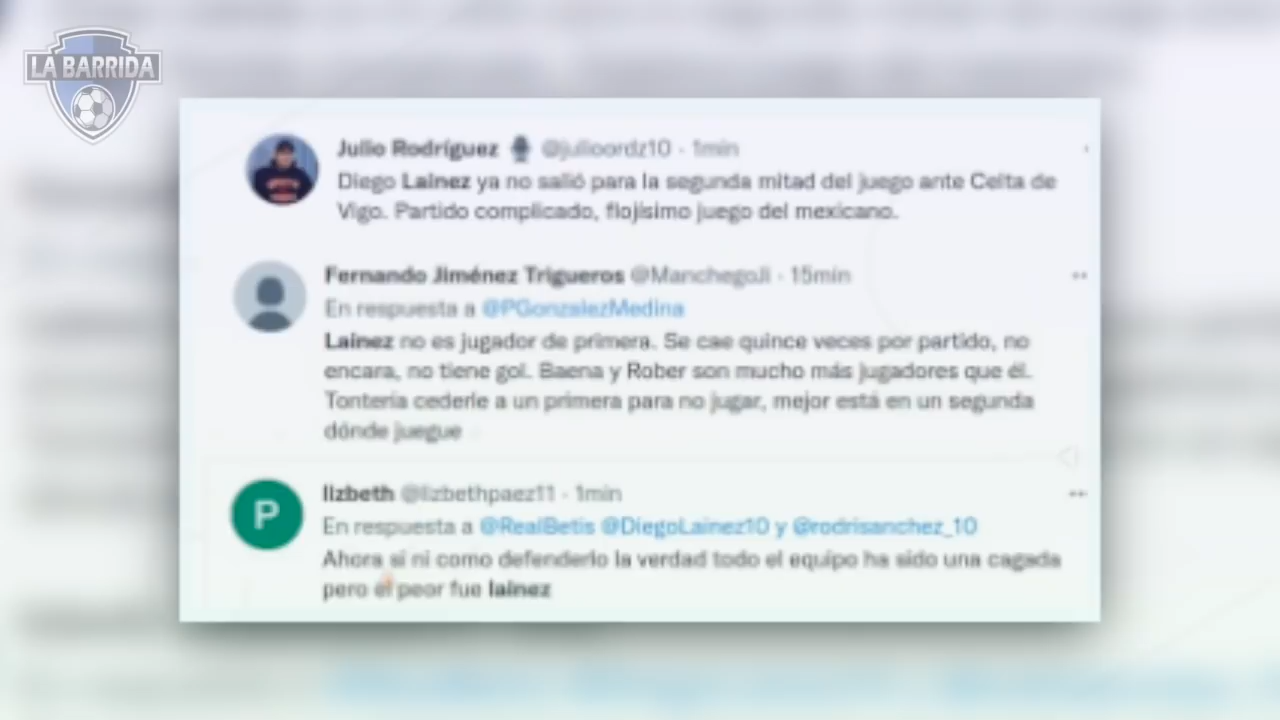 LA BARRIDA
Julio Rodríguez @julioordz10 · 1min
Diego Lainez ya no salió para la segunda mitad del juego ante Celta de
Vigo. Partido complicado, flojísimo juego del mexicano.
Fernando Jiménez Trigueros @ManchegoJi · 15min
En respuesta a @PGonzalezMedina
Lainez no es jugador de primera. Se cae quince veces por partido, no
encara, no tiene gol. Baena y Rober son mucho más jugadores que él.
Tontería cederle a un primera para no jugar, mejor está en un segunda
dónde juegue
P
lizbeth @lizbethpaez11 · 1min
En respuesta a @RealBetis @DiegoLainez10 y @rodrisanchez_10
Ahora si ni como defenderlo la verdad todo el equipo ha sido una cagada
pero el peor fue lainez